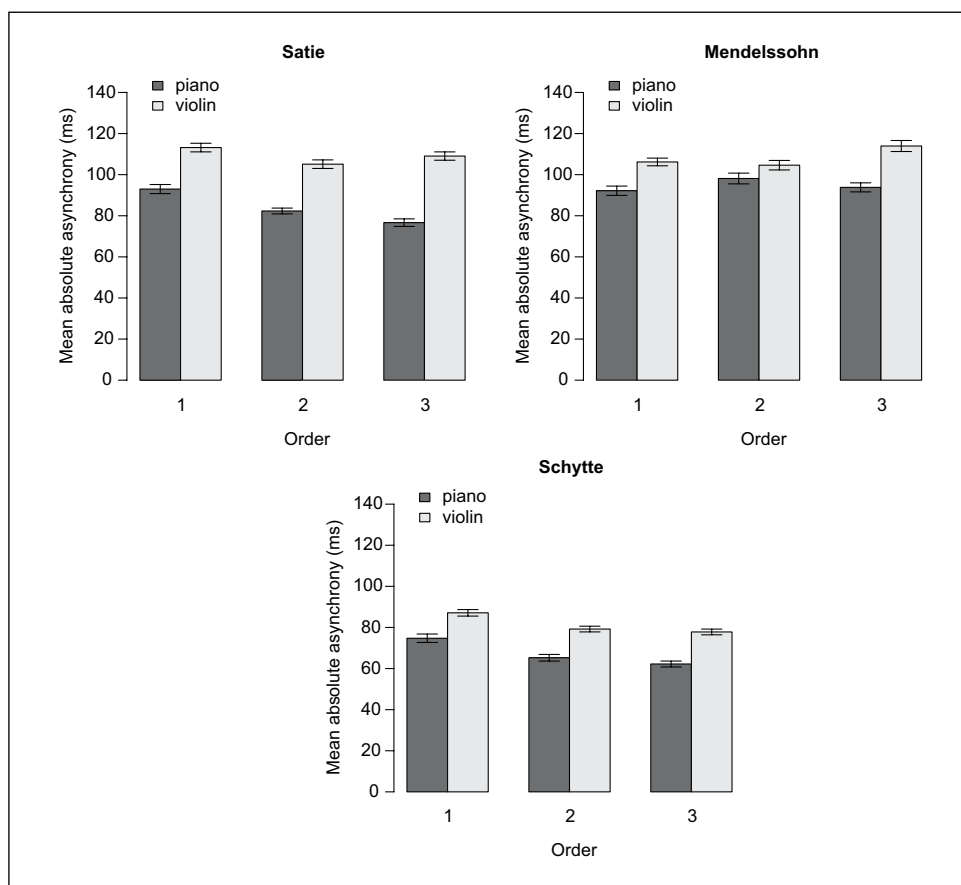 Satie
piano
violin
Mean absolute asynchrony (ms)
140
120
100
80
60
40
20
0
1 2 3
Order
Mendelssohn
piano
violin
Mean absolute asynchrony (ms)
140
120
100
80
60
40
20
0
1 2 3
Order
Schytte
piano
violin
Mean absolute asynchrony (ms)
140
120
100
80
60
40
20
0
1 2 3
Order